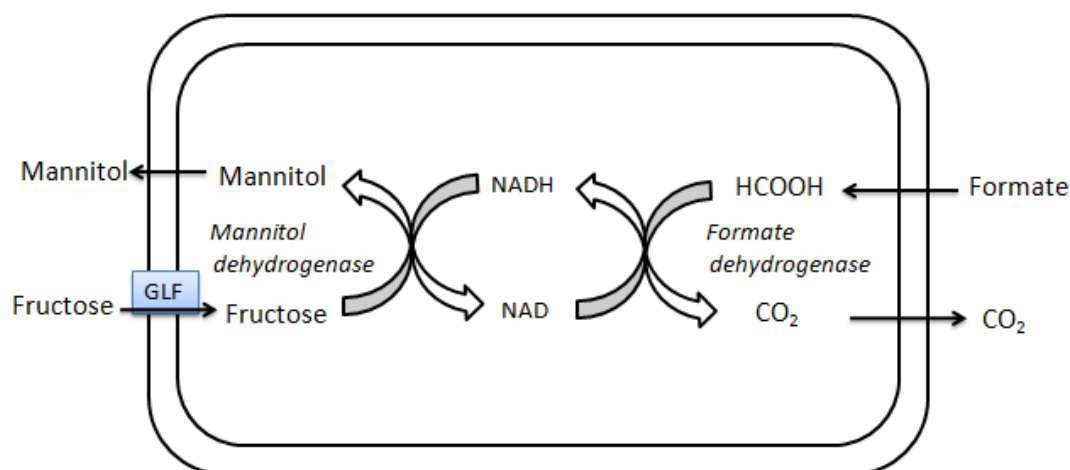 Mannitol
Mannitol
NADH
HCOOH
Formate
Mannitol
dehydrogenase
Formate
dehydrogenase
GLF
Fructose
Fructose
NAD
CO₂
CO₂